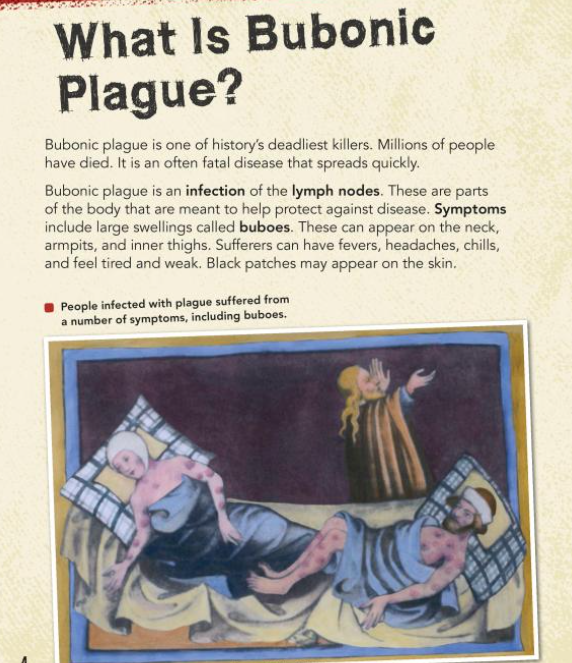 What Is Bubonic
Plague?
Bubonic plague is one of history's deadliest killers. Millions of people
have died. It is an often fatal disease that spreads quickly.
Bubonic plague is an infection of the lymph nodes. These are parts
of the body that are meant to help protect against disease. Symptoms
include large swellings called buboes. These can appear on the neck,
armpits, and inner thighs. Sufferers can have fevers, headaches, chills,
and feel tired and weak. Black patches may appear on the skin.
People infected with plague suffered from
a number of symptoms, including buboes.